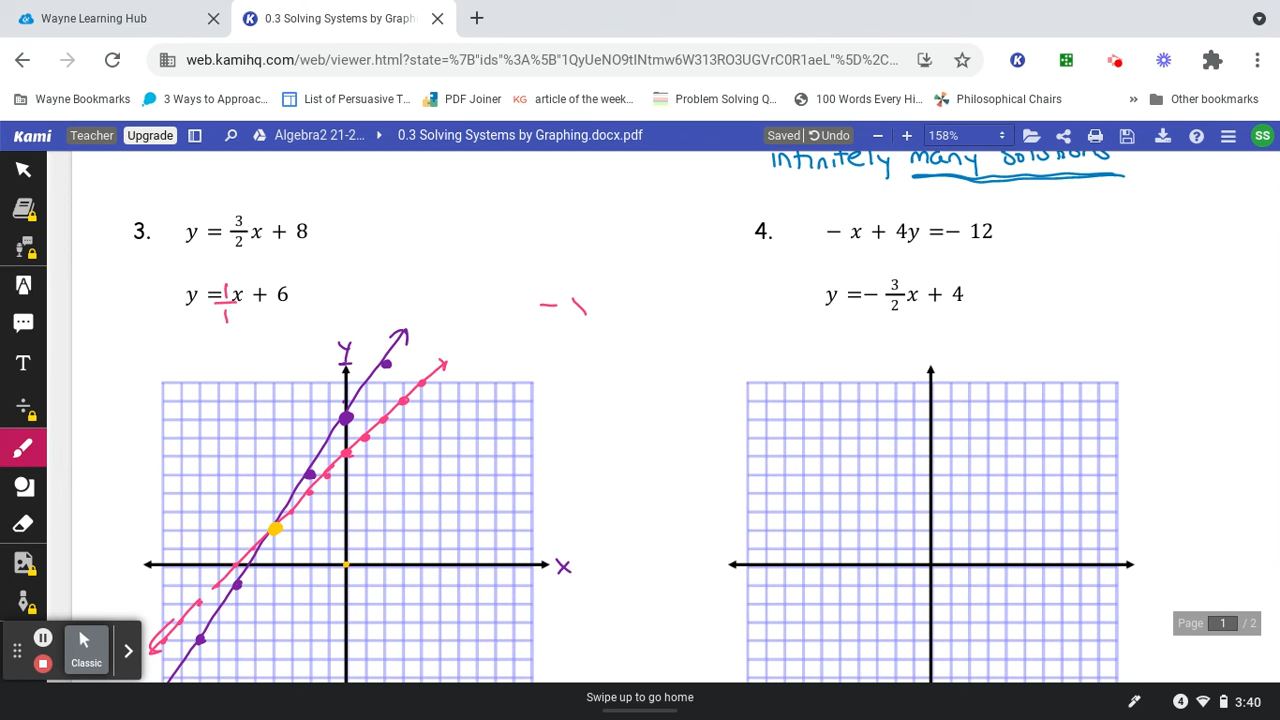 Wayne Learning Hub
0.3 Solving Systems by Graph
web.kamihq.com/web/viewer.html?state=%7B"ids"%3A%5B"1QyUeNO9tINtmw6W313RO3UGVrC0R1aeL"%5D%2C...
Wayne Bookmarks
3 Ways to Approac...
List of Persuasive T...
PDF Joiner
KG article of the week...
Problem Solving Q...
100 Words Every Hi...
Philosophical Chairs
» Other bookmarks
Kami Teacher Upgrade
Algebra2 21-2...
0.3 Solving Systems by Graphing.docx.pdf
Saved Undo
158%
SS
Infinitely many solutions
3. y = 3/2 x + 8
y = 1/1 x + 6
4. − x + 4y =− 12
y =− 3/2 x + 4
y
x
Page 1 / 2
Classic
Swipe up to go home
4 3:40